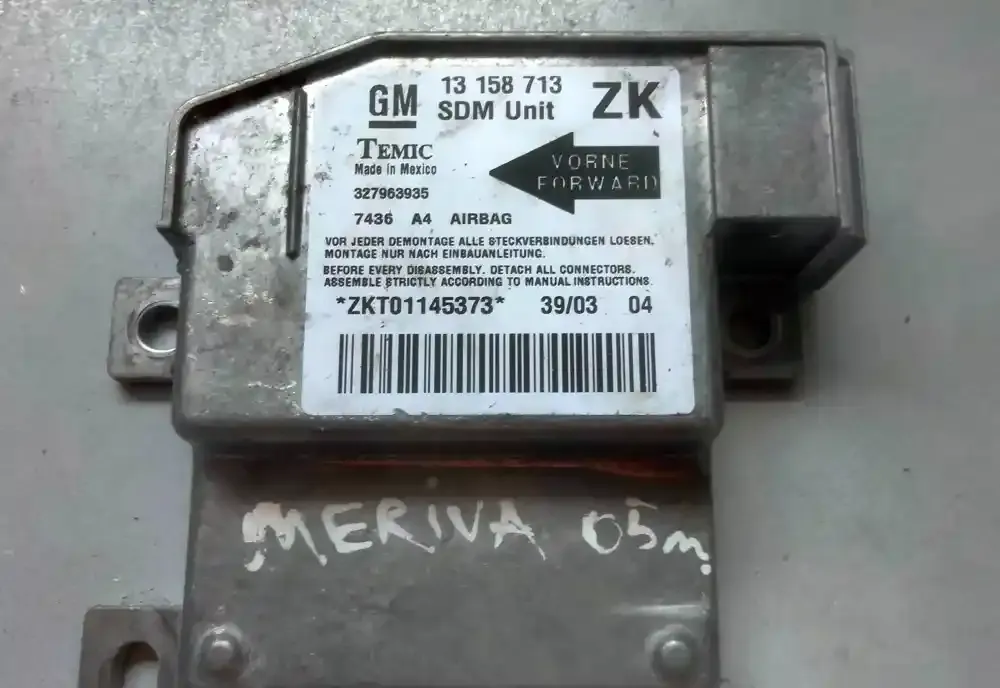 GM 13 158 713 ZK
SDM Unit
TEMIC
Made in Mexico
VORNE
FORWARD
327963935
7436 A4 AIRBAG
VOR JEDER DEMONTAGE ALLE STECKVERBINDUNGEN LOESEN.
MONTAGE NUR NACH EINBAUANLEITUNG.
BEFORE EVERY DISASSEMBLY. DETACH ALL CONNECTORS.
ASSEMBLE STRICTLY ACCORDING TO MANUAL INSTRUCTIONS.
*ZKT01145373* 39/03 04
MERIVA 05m.